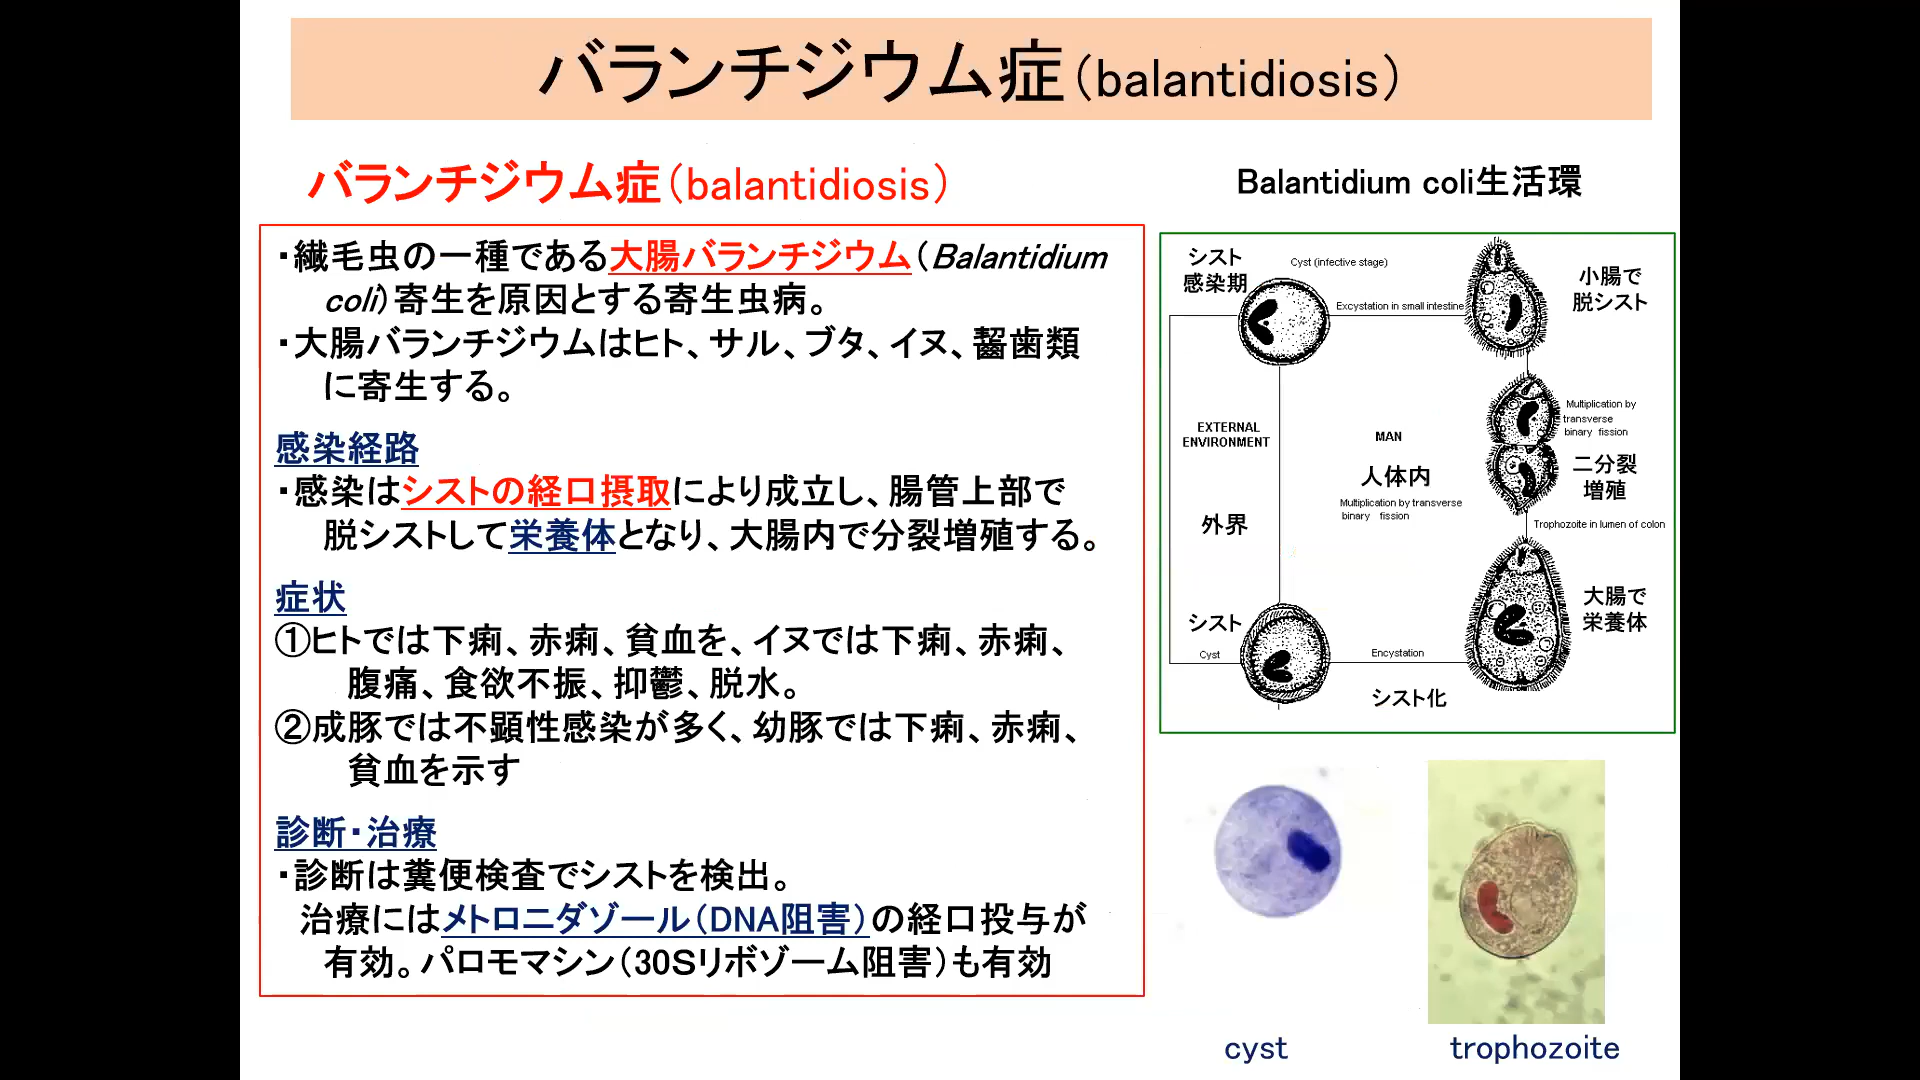 バランチジウム症（balantidiosis）
バランチジウム症（balantidiosis）
・繊毛虫の一種である大腸バランチジウム（Balantidium
coli）寄生を原因とする寄生虫病。
・大腸バランチジウムはヒト、サル、ブタ、イヌ、齧歯類
に寄生する。
感染経路
・感染はシストの経口摂取により成立し、腸管上部で
脱シストして栄養体となり、大腸内で分裂増殖する。
症状
①ヒトでは下痢、赤痢、貧血を、イヌでは下痢、赤痢、
腹痛、食欲不振、抑鬱、脱水。
②成豚では不顕性感染が多く、幼豚では下痢、赤痢、
貧血を示す
診断・治療
・診断は糞便検査でシストを検出。
治療にはメトロニダゾール（DNA阻害）の経口投与が
有効。パロモマシン（30Sリボゾーム阻害）も有効
Balantidium coli生活環
シスト
感染期
Cyst (infective stage)
Excystation in small intestine
小腸で
脱シスト
Multiplication by
transverse
binary fission
二分裂
増殖
EXTERNAL
ENVIRONMENT
外界
MAN
人体内
Multiplication by transverse
binary fission
Trophozoite in lumen of colon
大腸で
栄養体
シスト
Cyst
Encystation
シスト化
cyst
trophozoite